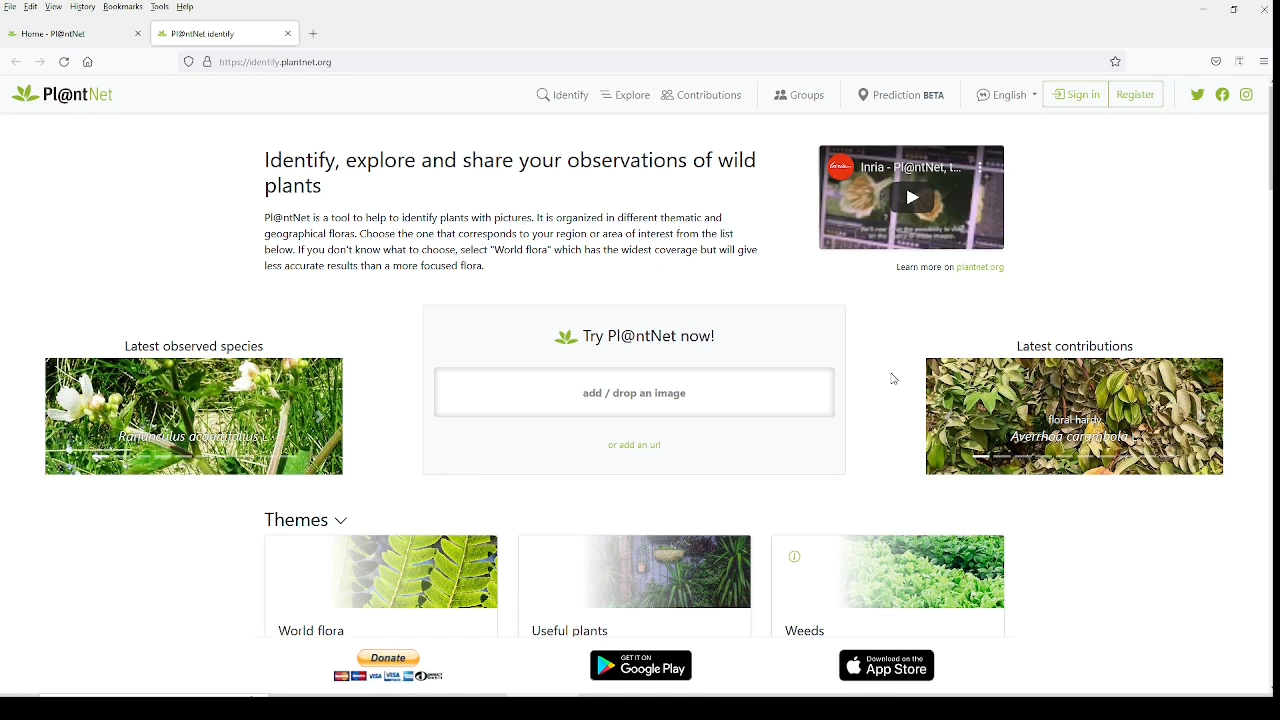 File Edit View History Bookmarks Tools Help
Home - Pl@ntNet
Pl@ntNet identify
https://identify.plantnet.org
Pl@ntNet
Identify
Explore
Contributions
Groups
Prediction BETA
English
Sign in
Register
Identify, explore and share your observations of wild
plants
Pl@ntNet is a tool to help to identify plants with pictures. It is organized in different thematic and
geographical floras. Choose the one that corresponds to your region or area of interest from the list
below. If you don't know what to choose, select "World flora" which has the widest coverage but will give
less accurate results than a more focused flora.
Inria - Pl@ntNet, t...
Learn more on plantnet.org
Try Pl@ntNet now!
add / drop an image
or add an url
Latest observed species
Ranunculus aconitifolius L.
Latest contributions
floral hardy
Averrhoa carambola
Themes
World flora
Useful plants
Weeds
Donate
VISA
VISA
GET IT ON
Google Play
Download on the
App Store